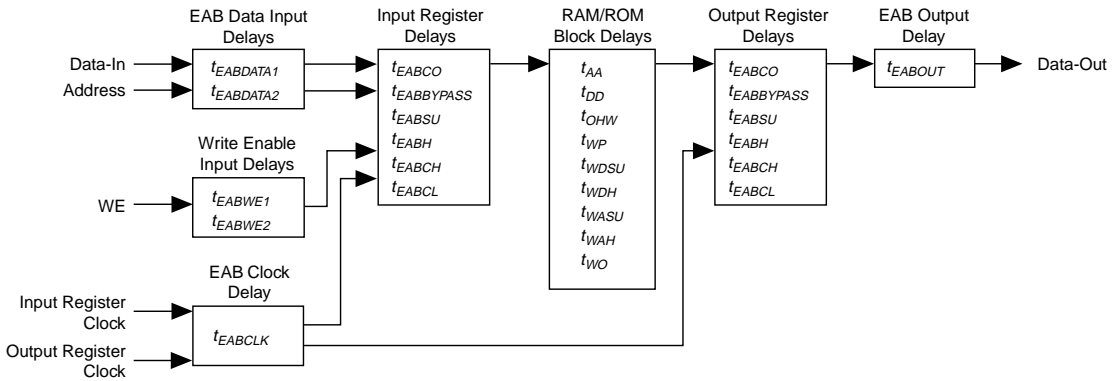 EAB Data Input
Delays
Data-In
Address
tEABDATA1
tEABDATA2
Write Enable
Input Delays
WE
tEABWE1
tEABWE2
EAB Clock
Delay
Input Register
Clock
Output Register
Clock
tEABCLK
Input Register
Delays
tEABCO
tEABBYPASS
tEABSU
tEABH
tEABCH
tEABCL
RAM/ROM
Block Delays
tAA
tDD
tOHW
tWP
tWDSU
tWDH
tWASU
tWAH
tWO
Output Register
Delays
tEABCO
tEABBYPASS
tEABSU
tEABH
tEABCH
tEABCL
EAB Output
Delay
tEABOUT
Data-Out